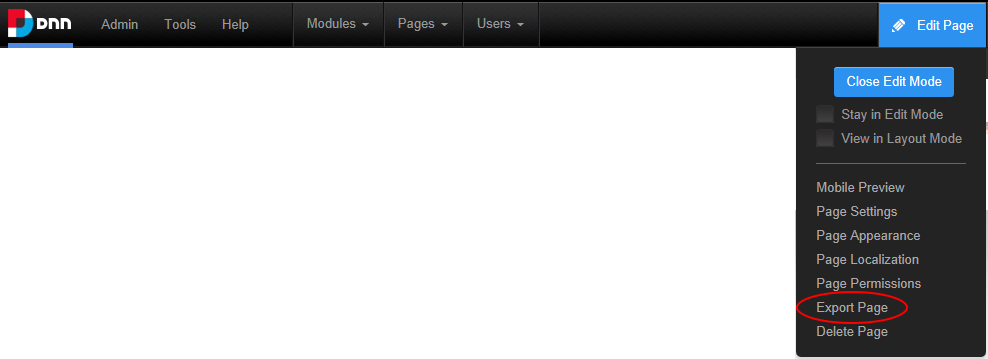 DNN Admin Tools Help Modules Pages Users Edit Page
Close Edit Mode
Stay in Edit Mode
View in Layout Mode
Mobile Preview
Page Settings
Page Appearance
Page Localization
Page Permissions
Export Page
Delete Page